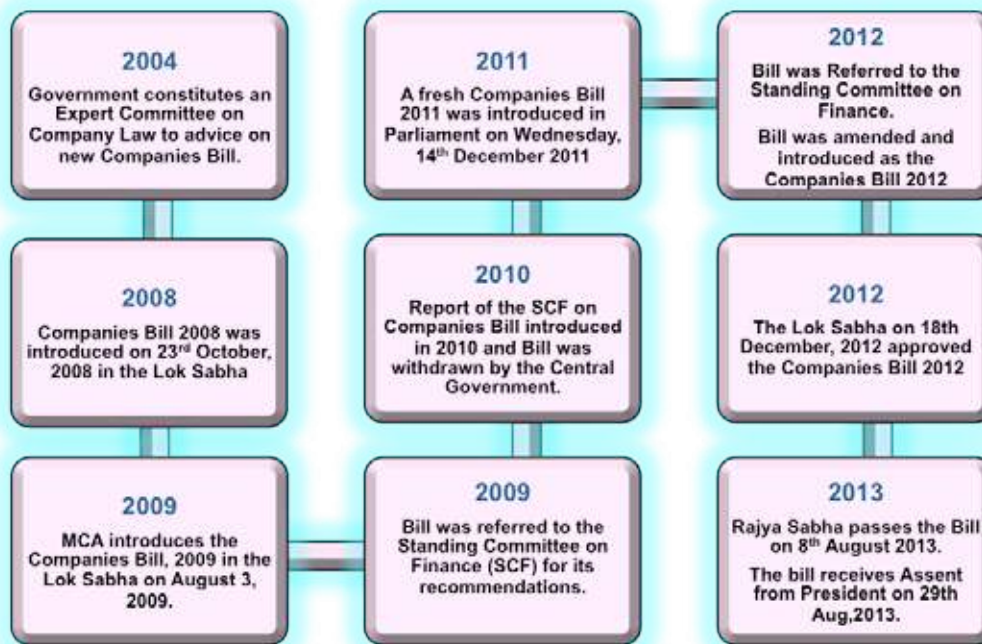 2004
Government constitutes an
Expert Committee on
Company Law to advice on
new Companies Bill.
2008
Companies Bill 2008 was
introduced on 23rd October,
2008 in the Lok Sabha
2009
MCA introduces the
Companies Bill, 2009 in the
Lok Sabha on August 3,
2009.
2009
Bill was referred to the
Standing Committee on
Finance (SCF) for its
recommendations.
2010
Report of the SCF on
Companies Bill introduced
in 2010 and Bill was
withdrawn by the Central
Government.
2011
A fresh Companies Bill
2011 was introduced in
Parliament on Wednesday,
14th December 2011
2012
Bill was Referred to the
Standing Committee on
Finance.
Bill was amended and
introduced as the
Companies Bill 2012
2012
The Lok Sabha on 18th
December, 2012 approved
the Companies Bill 2012
2013
Rajya Sabha passes the Bill
on 8th August 2013.
The bill receives Assent
from President on 29th
Aug,2013.